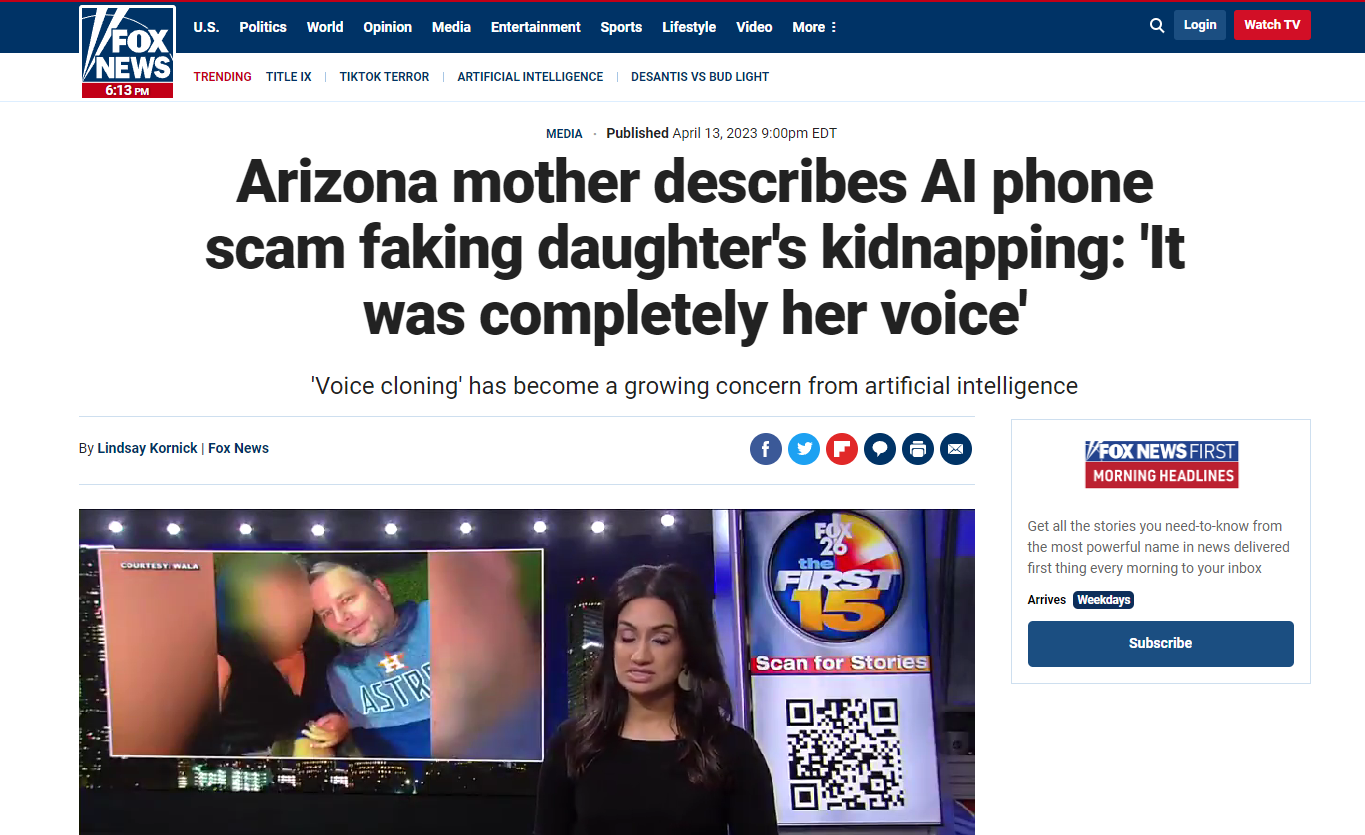 FOX
NEWS
6:13 PM
U.S. Politics World Opinion Media Entertainment Sports Lifestyle Video More
Login
Watch TV
TRENDING TITLE IX TIKTOK TERROR ARTIFICIAL INTELLIGENCE DESANTIS VS BUD LIGHT
MEDIA · Published April 13, 2023 9:00pm EDT
Arizona mother describes AI phone
scam faking daughter's kidnapping: 'It
was completely her voice'
'Voice cloning' has become a growing concern from artificial intelligence
By Lindsay Kornick | Fox News
COURTESY: WALA
ASTR
FOX
26
the
FIRST
15
Scan for Stories
FOX NEWS FIRST
MORNING HEADLINES
Get all the stories you need-to-know from
the most powerful name in news delivered
first thing every morning to your inbox
Arrives Weekdays
Subscribe